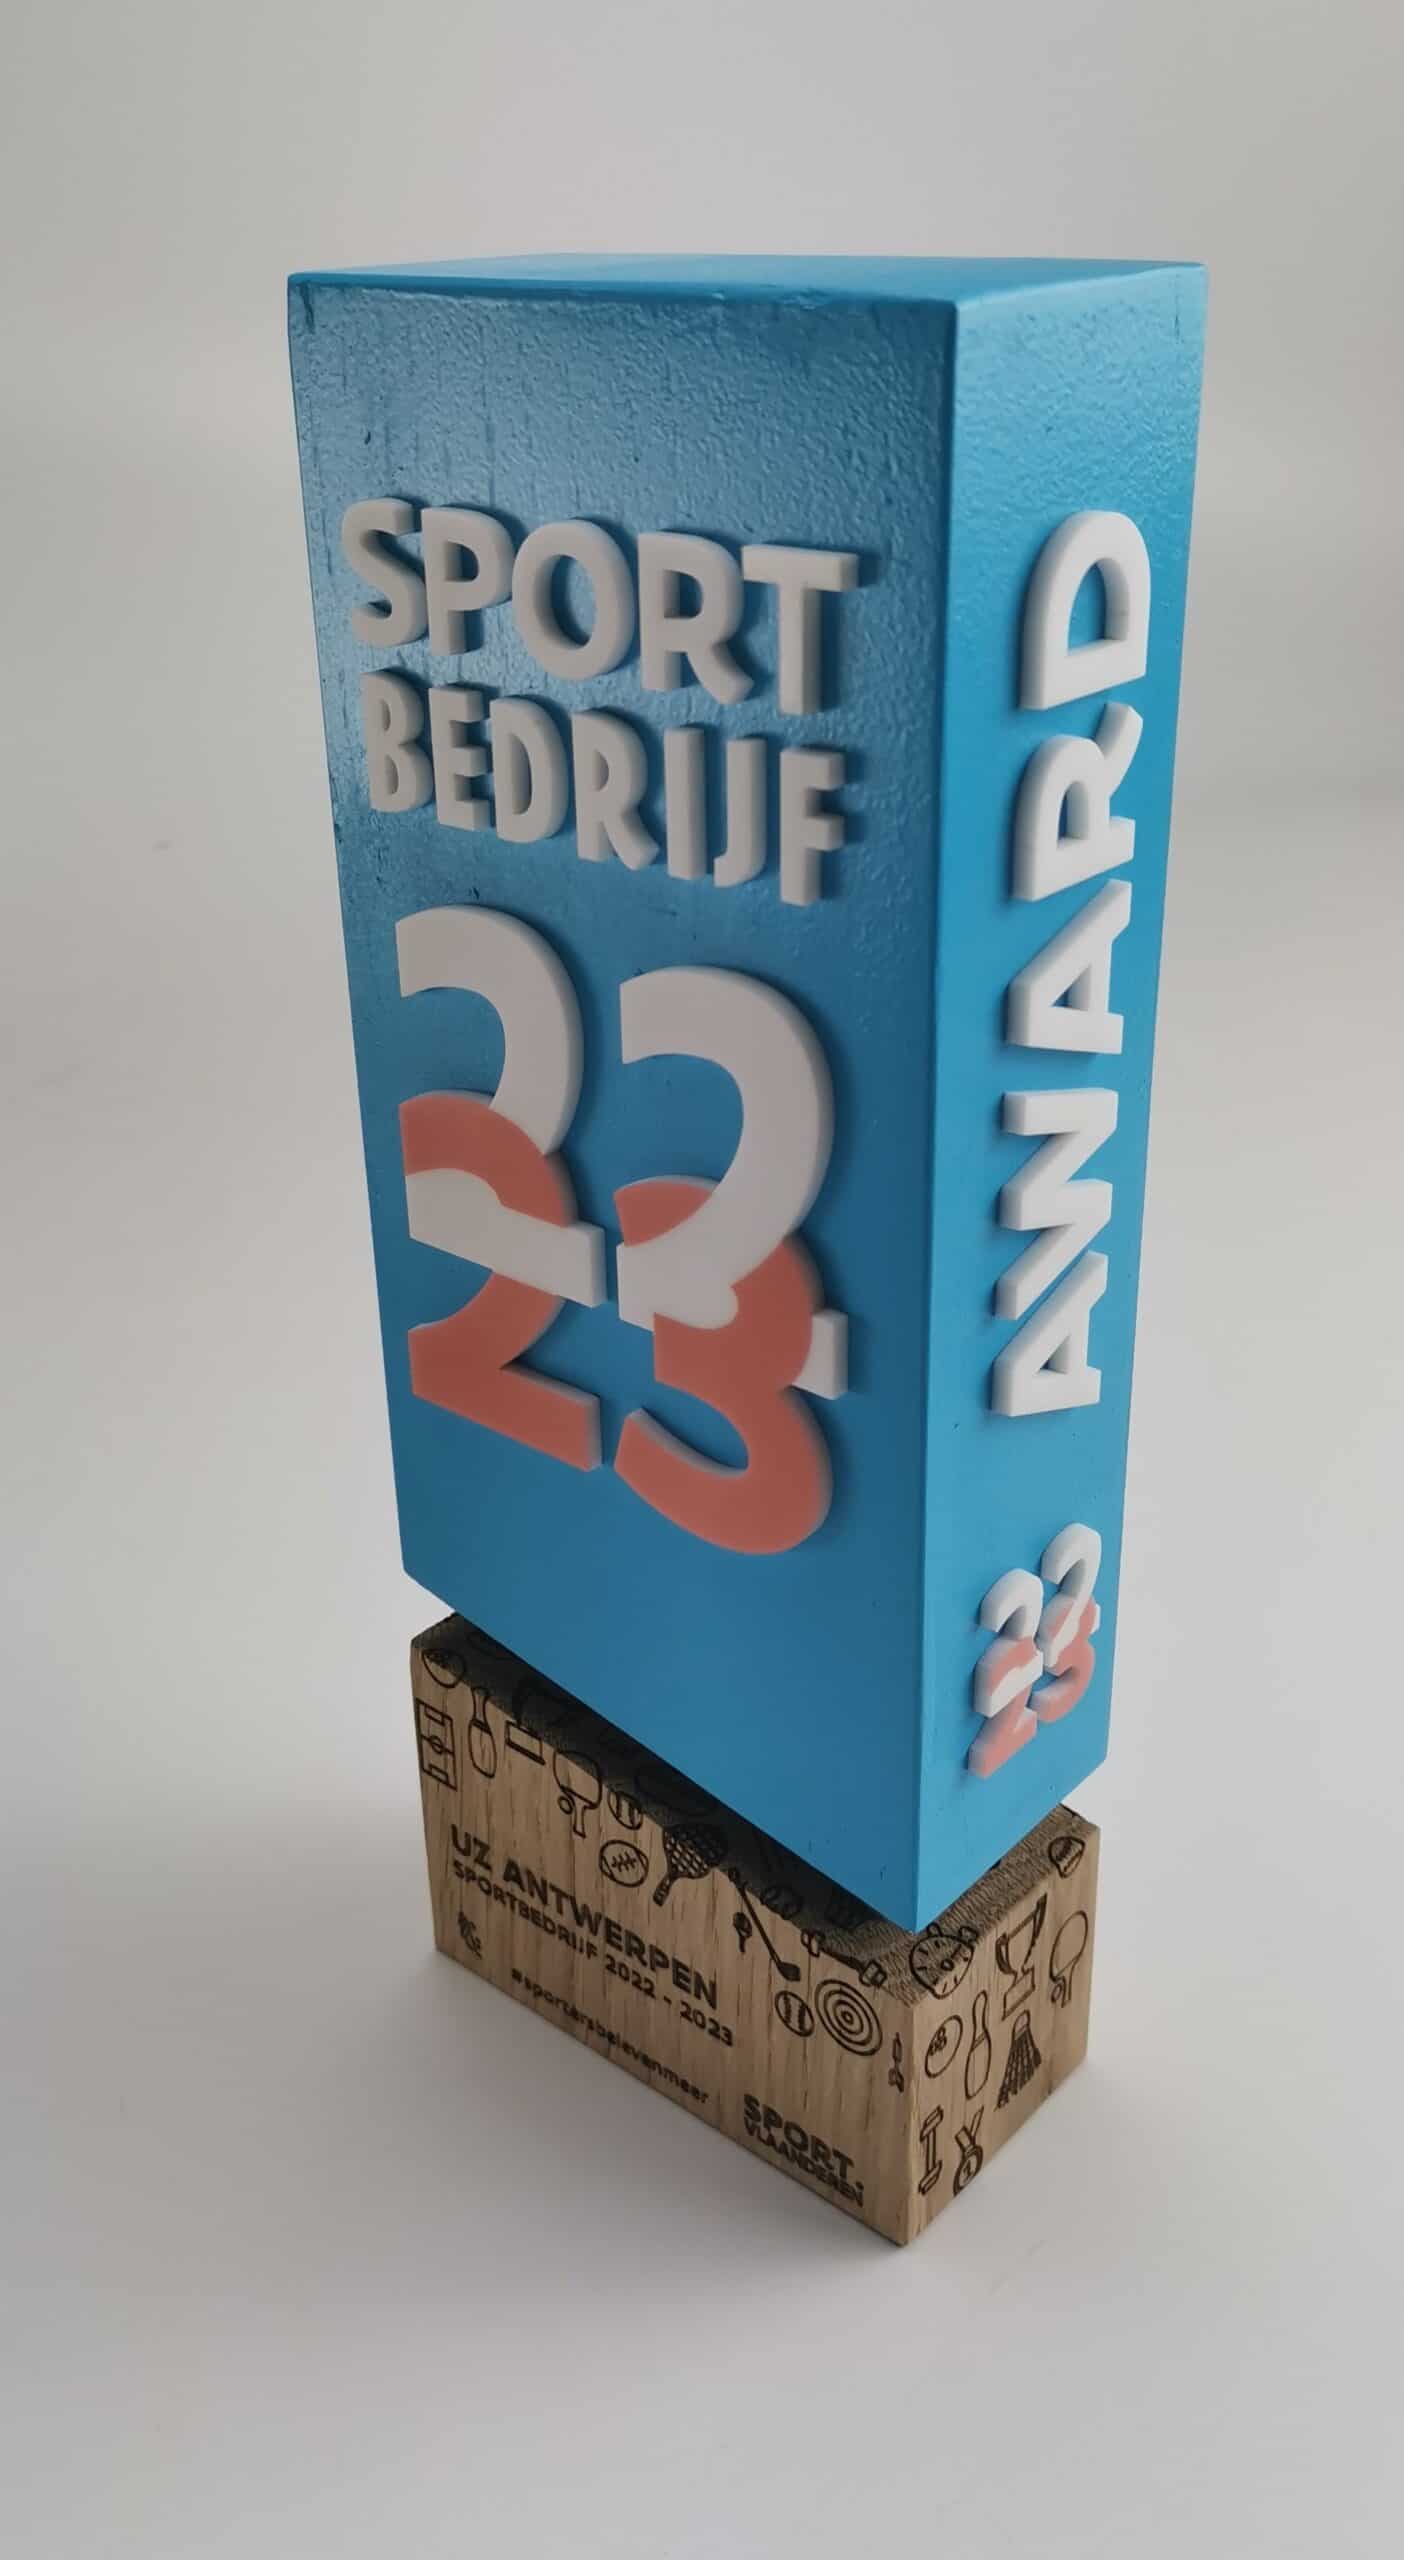 SPORT
BEDRIJF
22
23
AWARD
22
23
UZ ANTWERPEN
SPORTBEDRIJF 2022 - 2023
#sportersbelevenmeer
SPORT.
VLAANDEREN